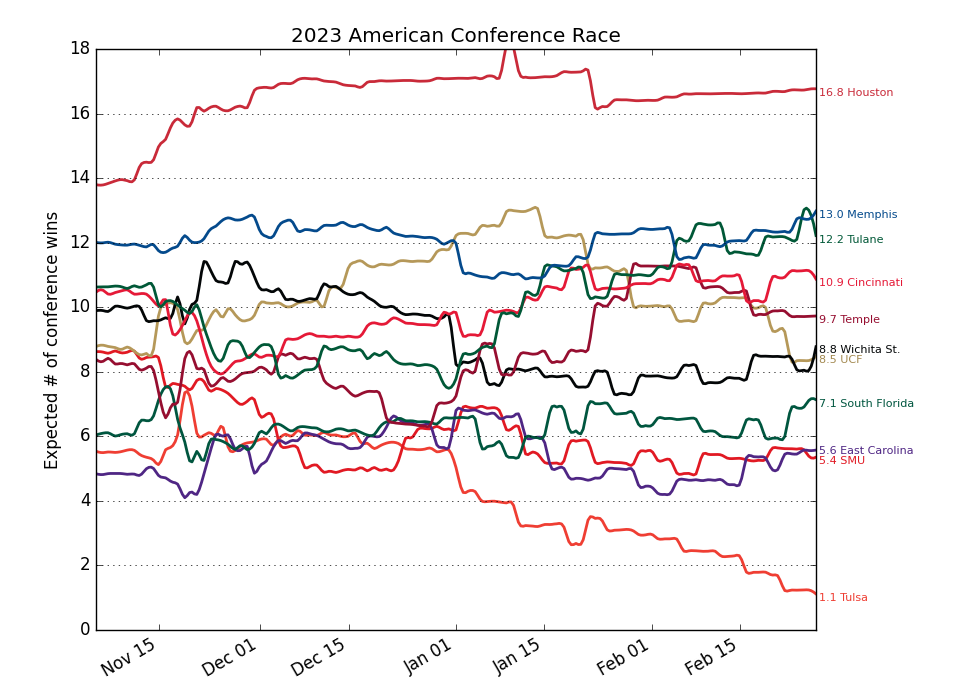 2023 American Conference Race
Expected # of conference wins
18
16
14
12
10
8
6
4
2
0
16.8 Houston
13.0 Memphis
12.2 Tulane
10.9 Cincinnati
9.7 Temple
8.8 Wichita St.
8.5 UCF
7.1 South Florida
5.6 East Carolina
5.4 SMU
1.1 Tulsa
Nov 15
Dec 01
Dec 15
Jan 01
Jan 15
Feb 01
Feb 15